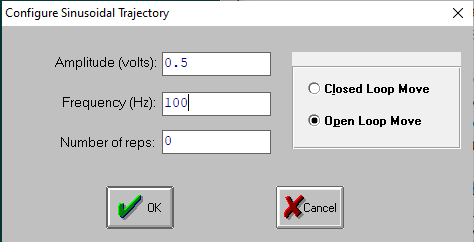 Configure Sinusoidal Trajectory
Amplitude (volts): 0.5
Frequency (Hz): 100
Number of reps: 0
Closed Loop Move
Open Loop Move
OK
Cancel